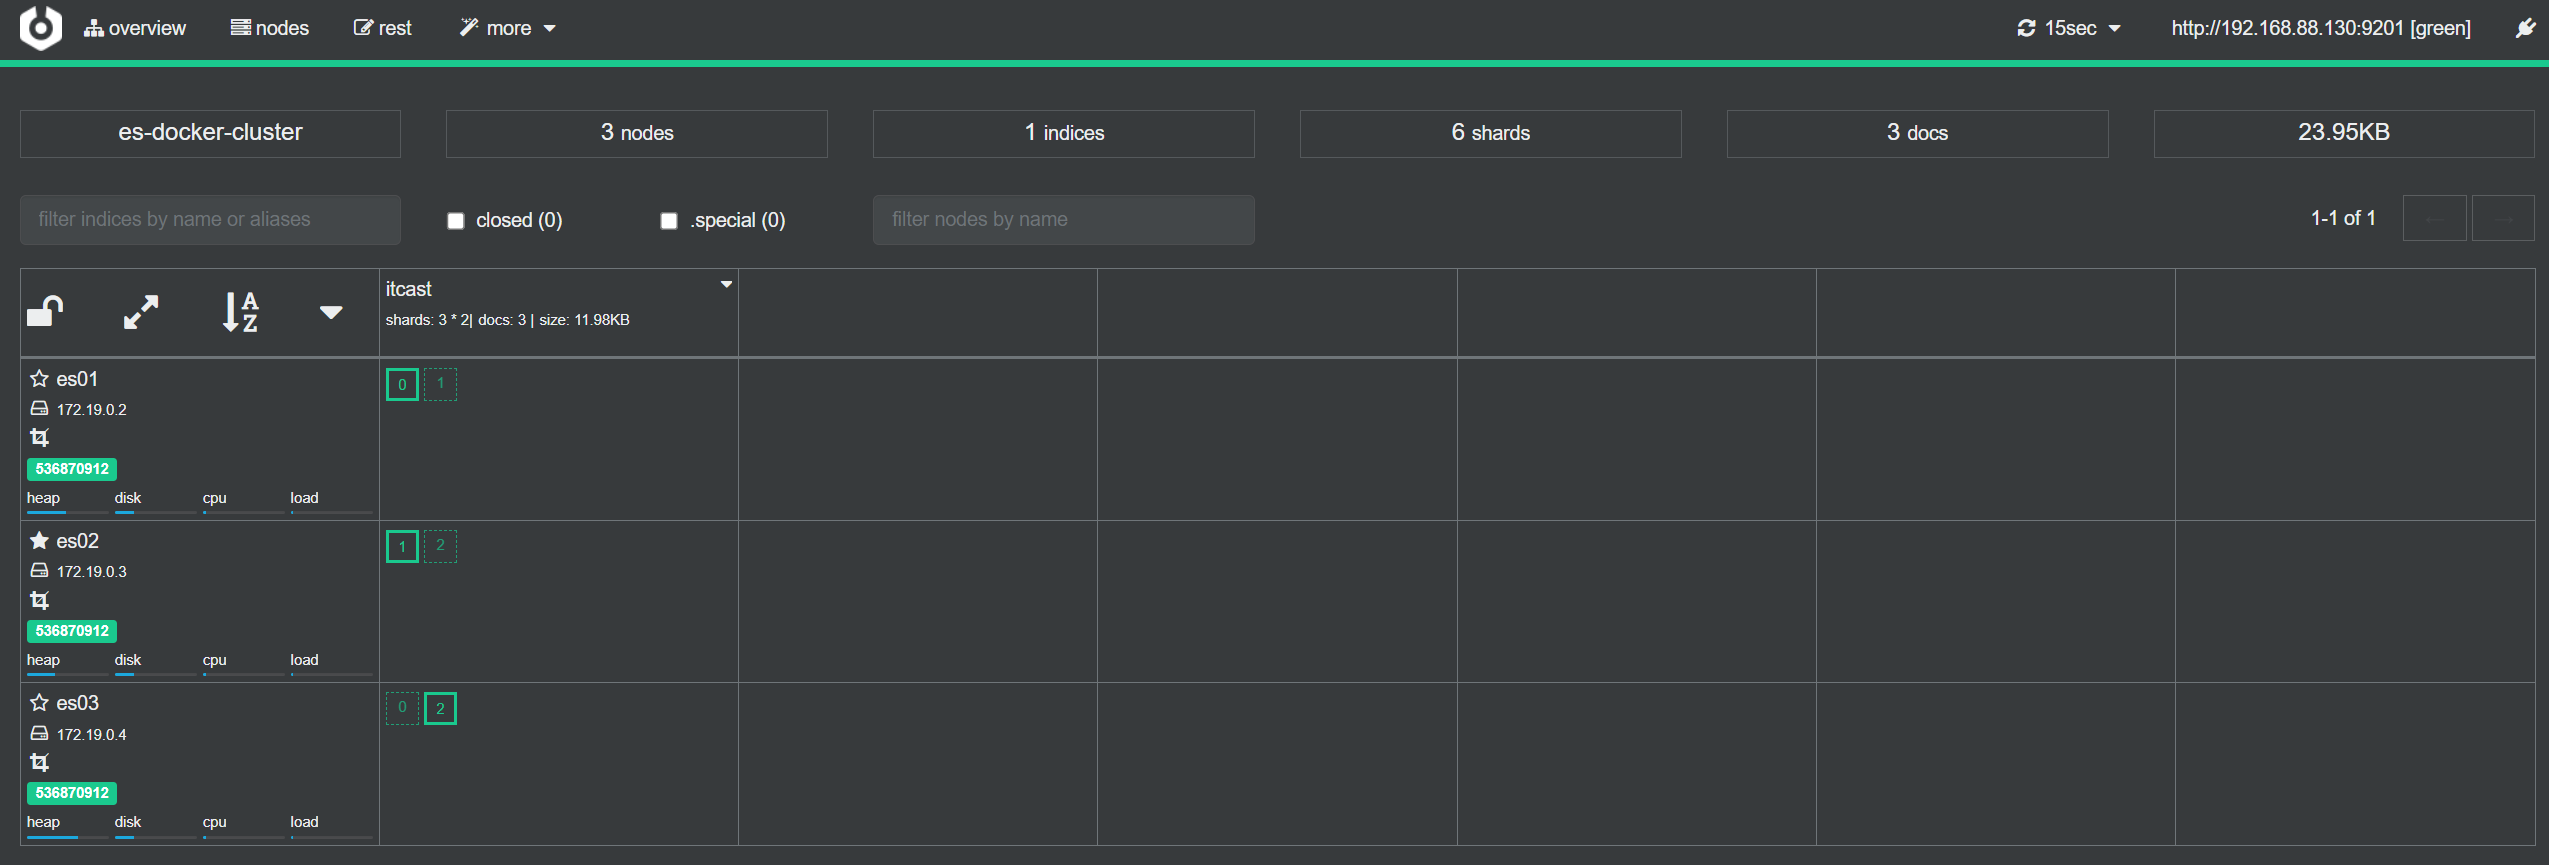 overview nodes rest more 15sec http://192.168.88.130:9201 [green]
es-docker-cluster 3 nodes 1 indices 6 shards 3 docs 23.95KB
filter indices by name or aliases closed (0) .special (0) filter nodes by name 1-1 of 1
itcast
shards: 3 * 2| docs: 3 | size: 11.98KB
es01 0 1
172.19.0.2
536870912
heap disk cpu load
es02 1 2
172.19.0.3
536870912
heap disk cpu load
es03 0 2
172.19.0.4
536870912
heap disk cpu load